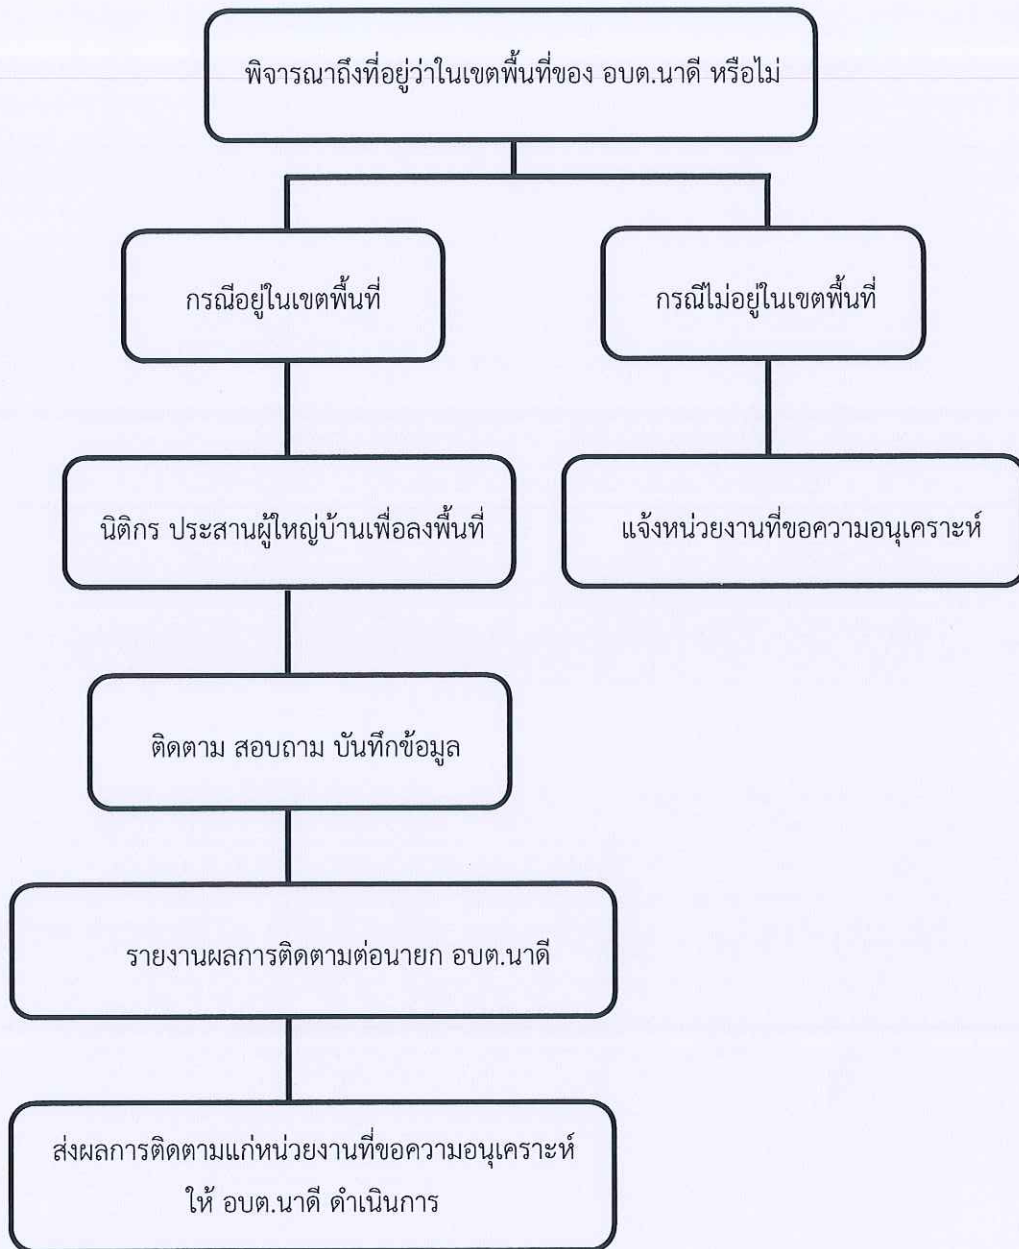 พิจารณาถึงที่อยู่ว่าในเขตพื้นที่ของ อบต.นาดี หรือไม่
กรณีอยู่ในเขตพื้นที่
กรณีไม่อยู่ในเขตพื้นที่
นิติกร ประสานผู้ใหญ่บ้านเพื่อลงพื้นที่
แจ้งหน่วยงานที่ขอความอนุเคราะห์
ติดตาม สอบถาม บันทึกข้อมูล
รายงานผลการติดตามต่อนายก อบต.นาดี
ส่งผลการติดตามแก่หน่วยงานที่ขอความอนุเคราะห์
ให้ อบต.นาดี ดำเนินการ